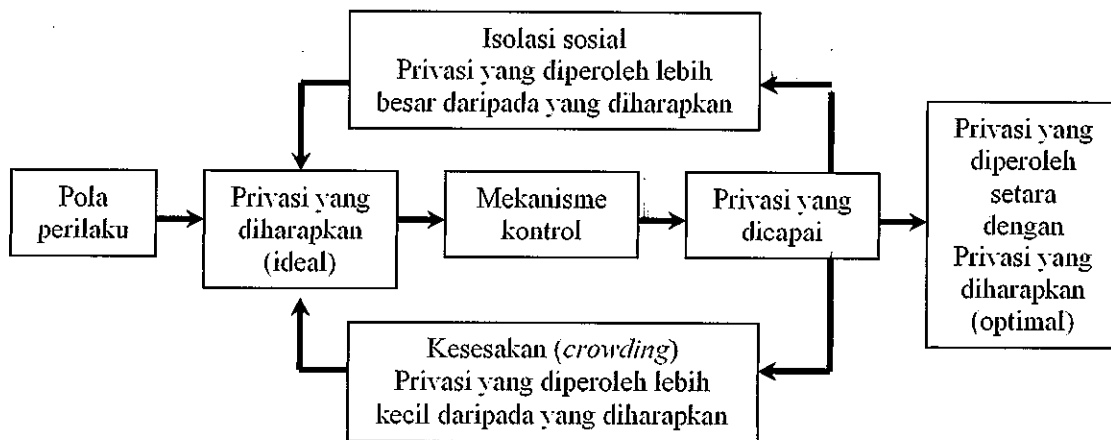 Isolasi sosial
Privasi yang diperoleh lebih
besar daripada yang diharapkan
Pola
perilaku
Privasi yang
diharapkan
(ideal)
Mekanisme
kontrol
Privasi yang
dicapai
Privasi yang
diperoleh
setara
dengan
Privasi yang
diharapkan
(optimal)
Kesesakan (crowding)
Privasi yang diperoleh lebih
kecil daripada yang diharapkan